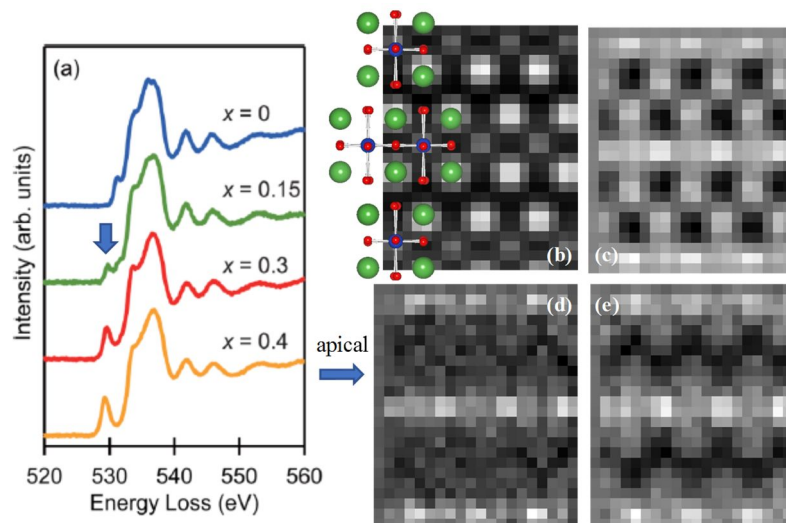 (a)
x = 0
x = 0.15
x = 0.3
x = 0.4
Intensity (arb. units)
520 530 540 550 560
Energy Loss (eV)
(b)
(c)
apical
(d)
(e)